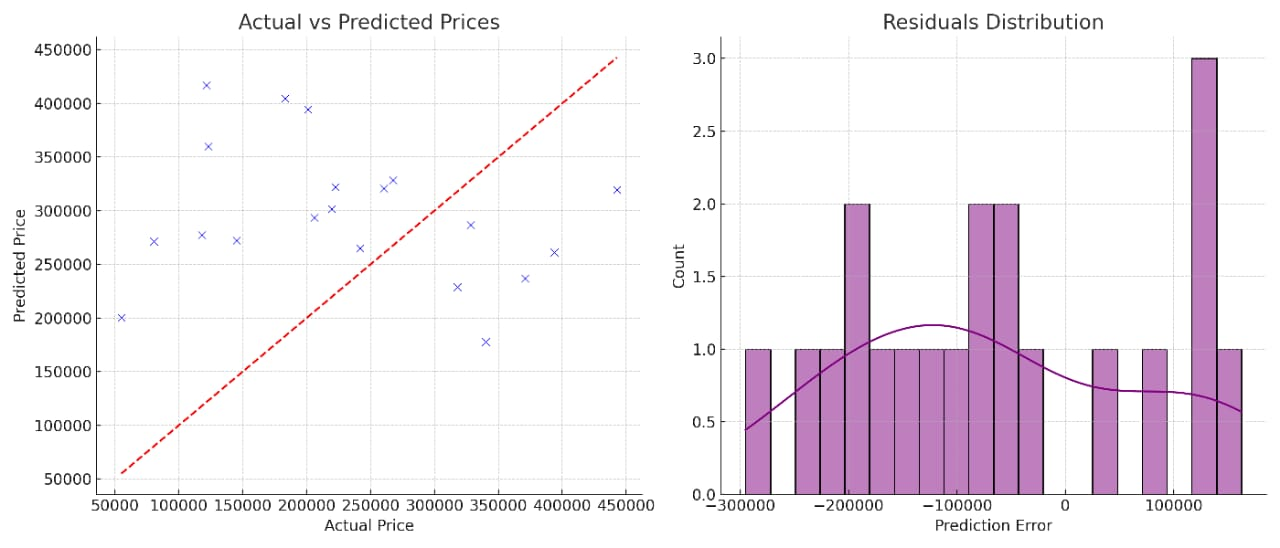 Actual vs Predicted Prices
450000
400000
350000
300000
250000
200000
150000
100000
50000
Predicted Price
50000 100000 150000 200000 250000 300000 350000 400000 450000
Actual Price
Residuals Distribution
3.0
2.5
2.0
1.5
1.0
0.5
0.0
Count
−300000 −200000 −100000 0 100000
Prediction Error